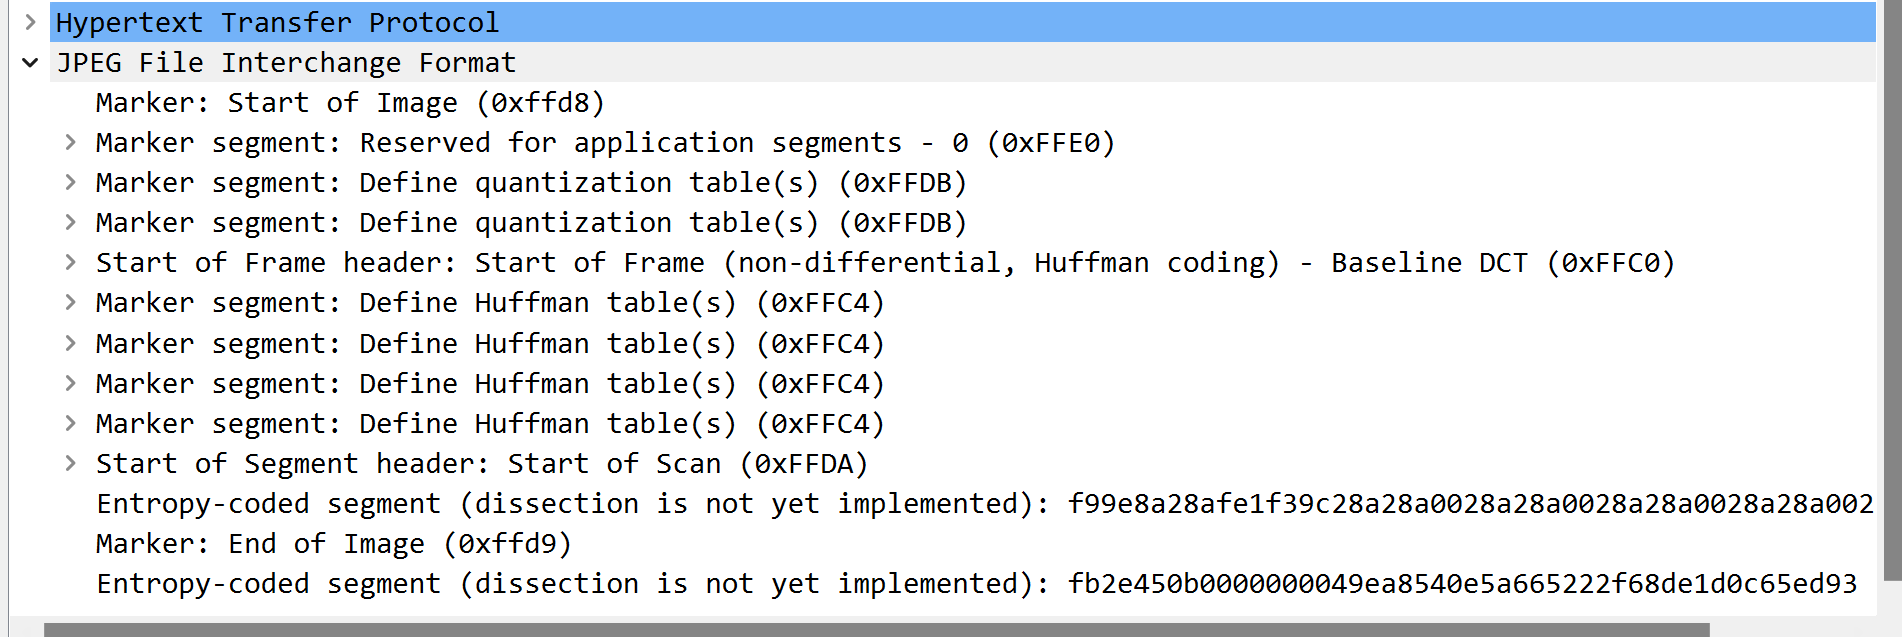 Hypertext Transfer Protocol
JPEG File Interchange Format
Marker: Start of Image (0xffd8)
Marker segment: Reserved for application segments - 0 (0xFFE0)
Marker segment: Define quantization table(s) (0xFFDB)
Marker segment: Define quantization table(s) (0xFFDB)
Start of Frame header: Start of Frame (non-differential, Huffman coding) - Baseline DCT (0xFFC0)
Marker segment: Define Huffman table(s) (0xFFC4)
Marker segment: Define Huffman table(s) (0xFFC4)
Marker segment: Define Huffman table(s) (0xFFC4)
Marker segment: Define Huffman table(s) (0xFFC4)
Start of Segment header: Start of Scan (0xFFDA)
Entropy-coded segment (dissection is not yet implemented): f99e8a28afe1f39c28a28a0028a28a0028a28a0028a28a002
Marker: End of Image (0xffd9)
Entropy-coded segment (dissection is not yet implemented): fb2e450b0000000049ea8540e5a665222f68de1d0c65ed93